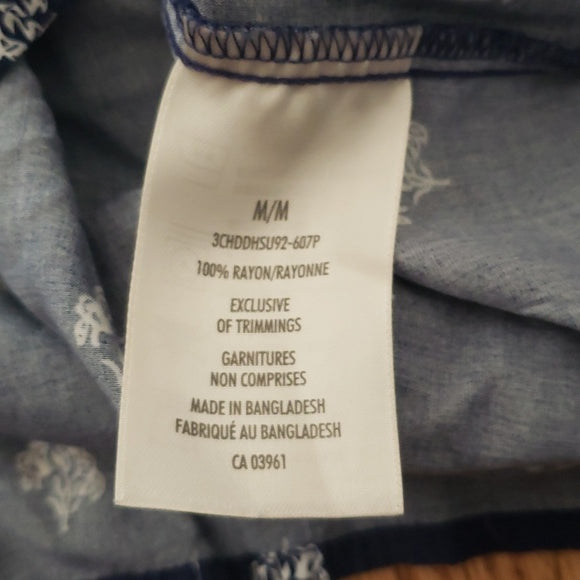 M/M
3CHDDHSU92-607P
100% RAYON/RAYONNE
EXCLUSIVE
OF TRIMMINGS
GARNITURES
NON COMPRISES
MADE IN BANGLADESH
FABRIQUÉ AU BANGLADESH
CA 03961